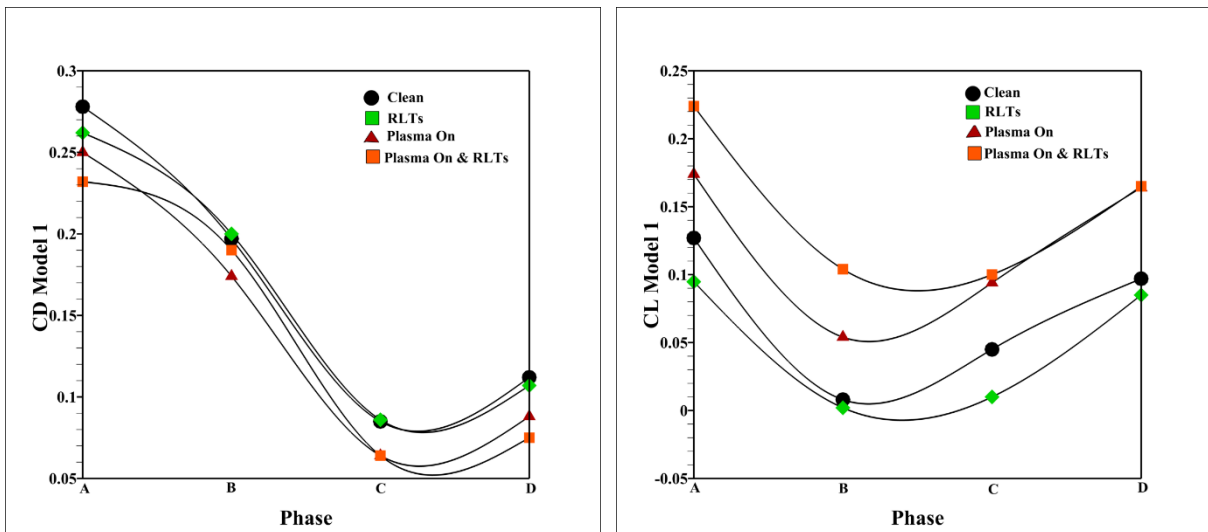 0.3
0.25
0.2
0.15
0.1
0.05
CD Model 1
Clean
RLTs
Plasma On
Plasma On & RLTs
A
B
C
D
Phase
0.25
0.2
0.15
0.1
0.05
0
-0.05
CL Model 1
Clean
RLTs
Plasma On
Plasma On & RLTs
A
B
C
D
Phase